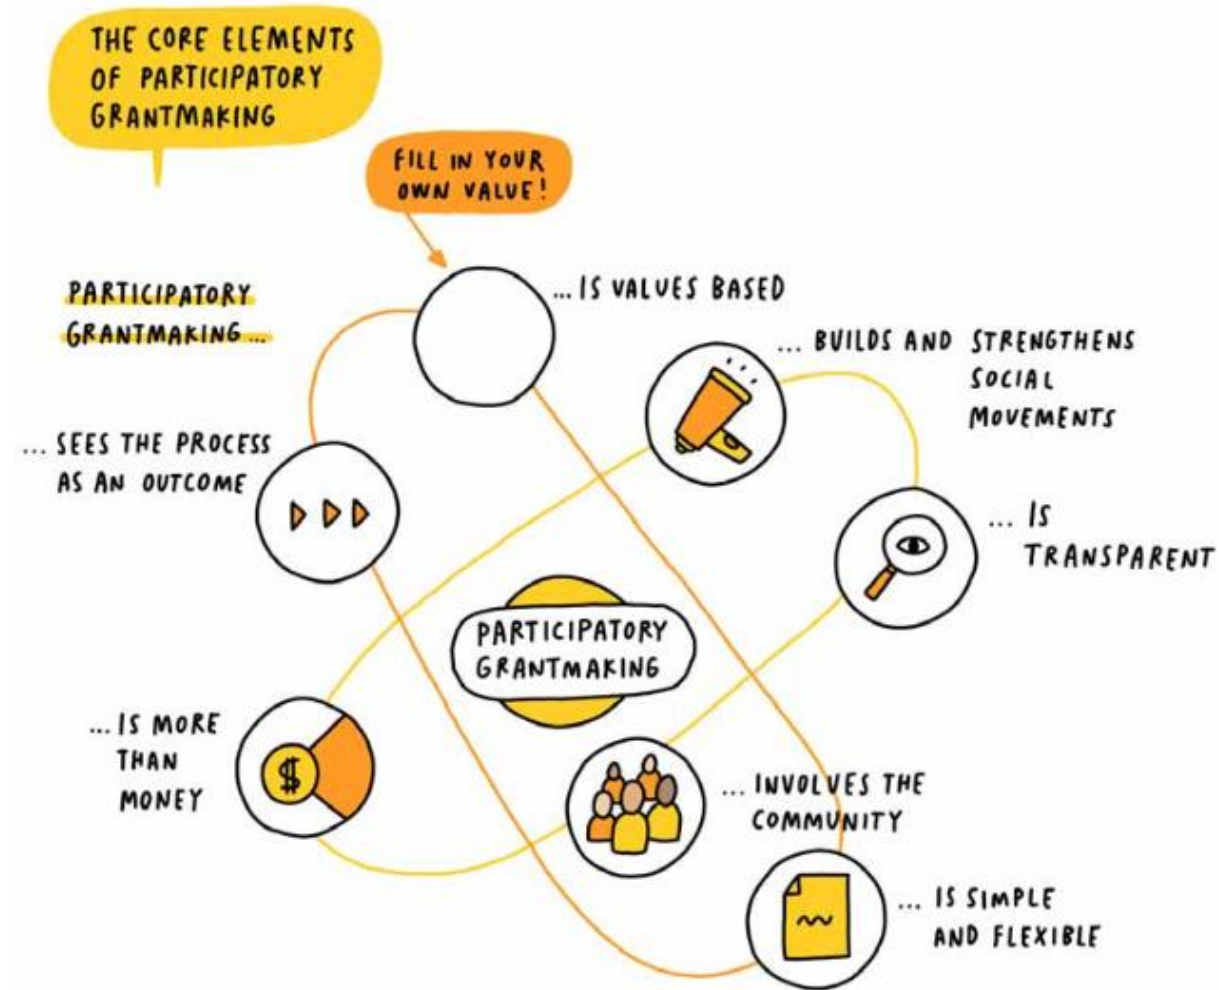 THE CORE ELEMENTS
OF PARTICIPATORY
GRANTMAKING
FILL IN YOUR
OWN VALUE!
PARTICIPATORY
GRANTMAKING...
... IS VALUES BASED
... BUILDS AND STRENGTHENS
SOCIAL
MOVEMENTS
... SEES THE PROCESS
AS AN OUTCOME
... IS
TRANSPARENT
PARTICIPATORY
GRANTMAKING
... IS MORE
THAN
MONEY
$
... INVOLVES THE
COMMUNITY
... IS SIMPLE
AND FLEXIBLE